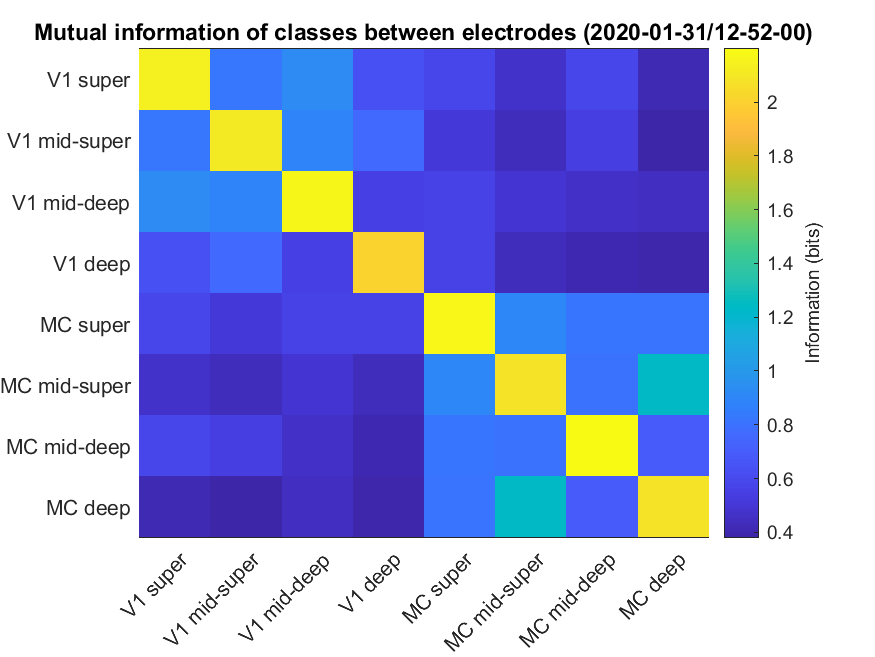 Mutual information of classes between electrodes (2020-01-31/12-52-00)
V1 super
V1 mid-super
V1 mid-deep
V1 deep
MC super
MC mid-super
MC mid-deep
MC deep
V1 super
V1 mid-super
V1 mid-deep
V1 deep
MC super
MC mid-super
MC mid-deep
MC deep
2
1.8
1.6
1.4
1.2
1
0.8
0.6
0.4
Information (bits)